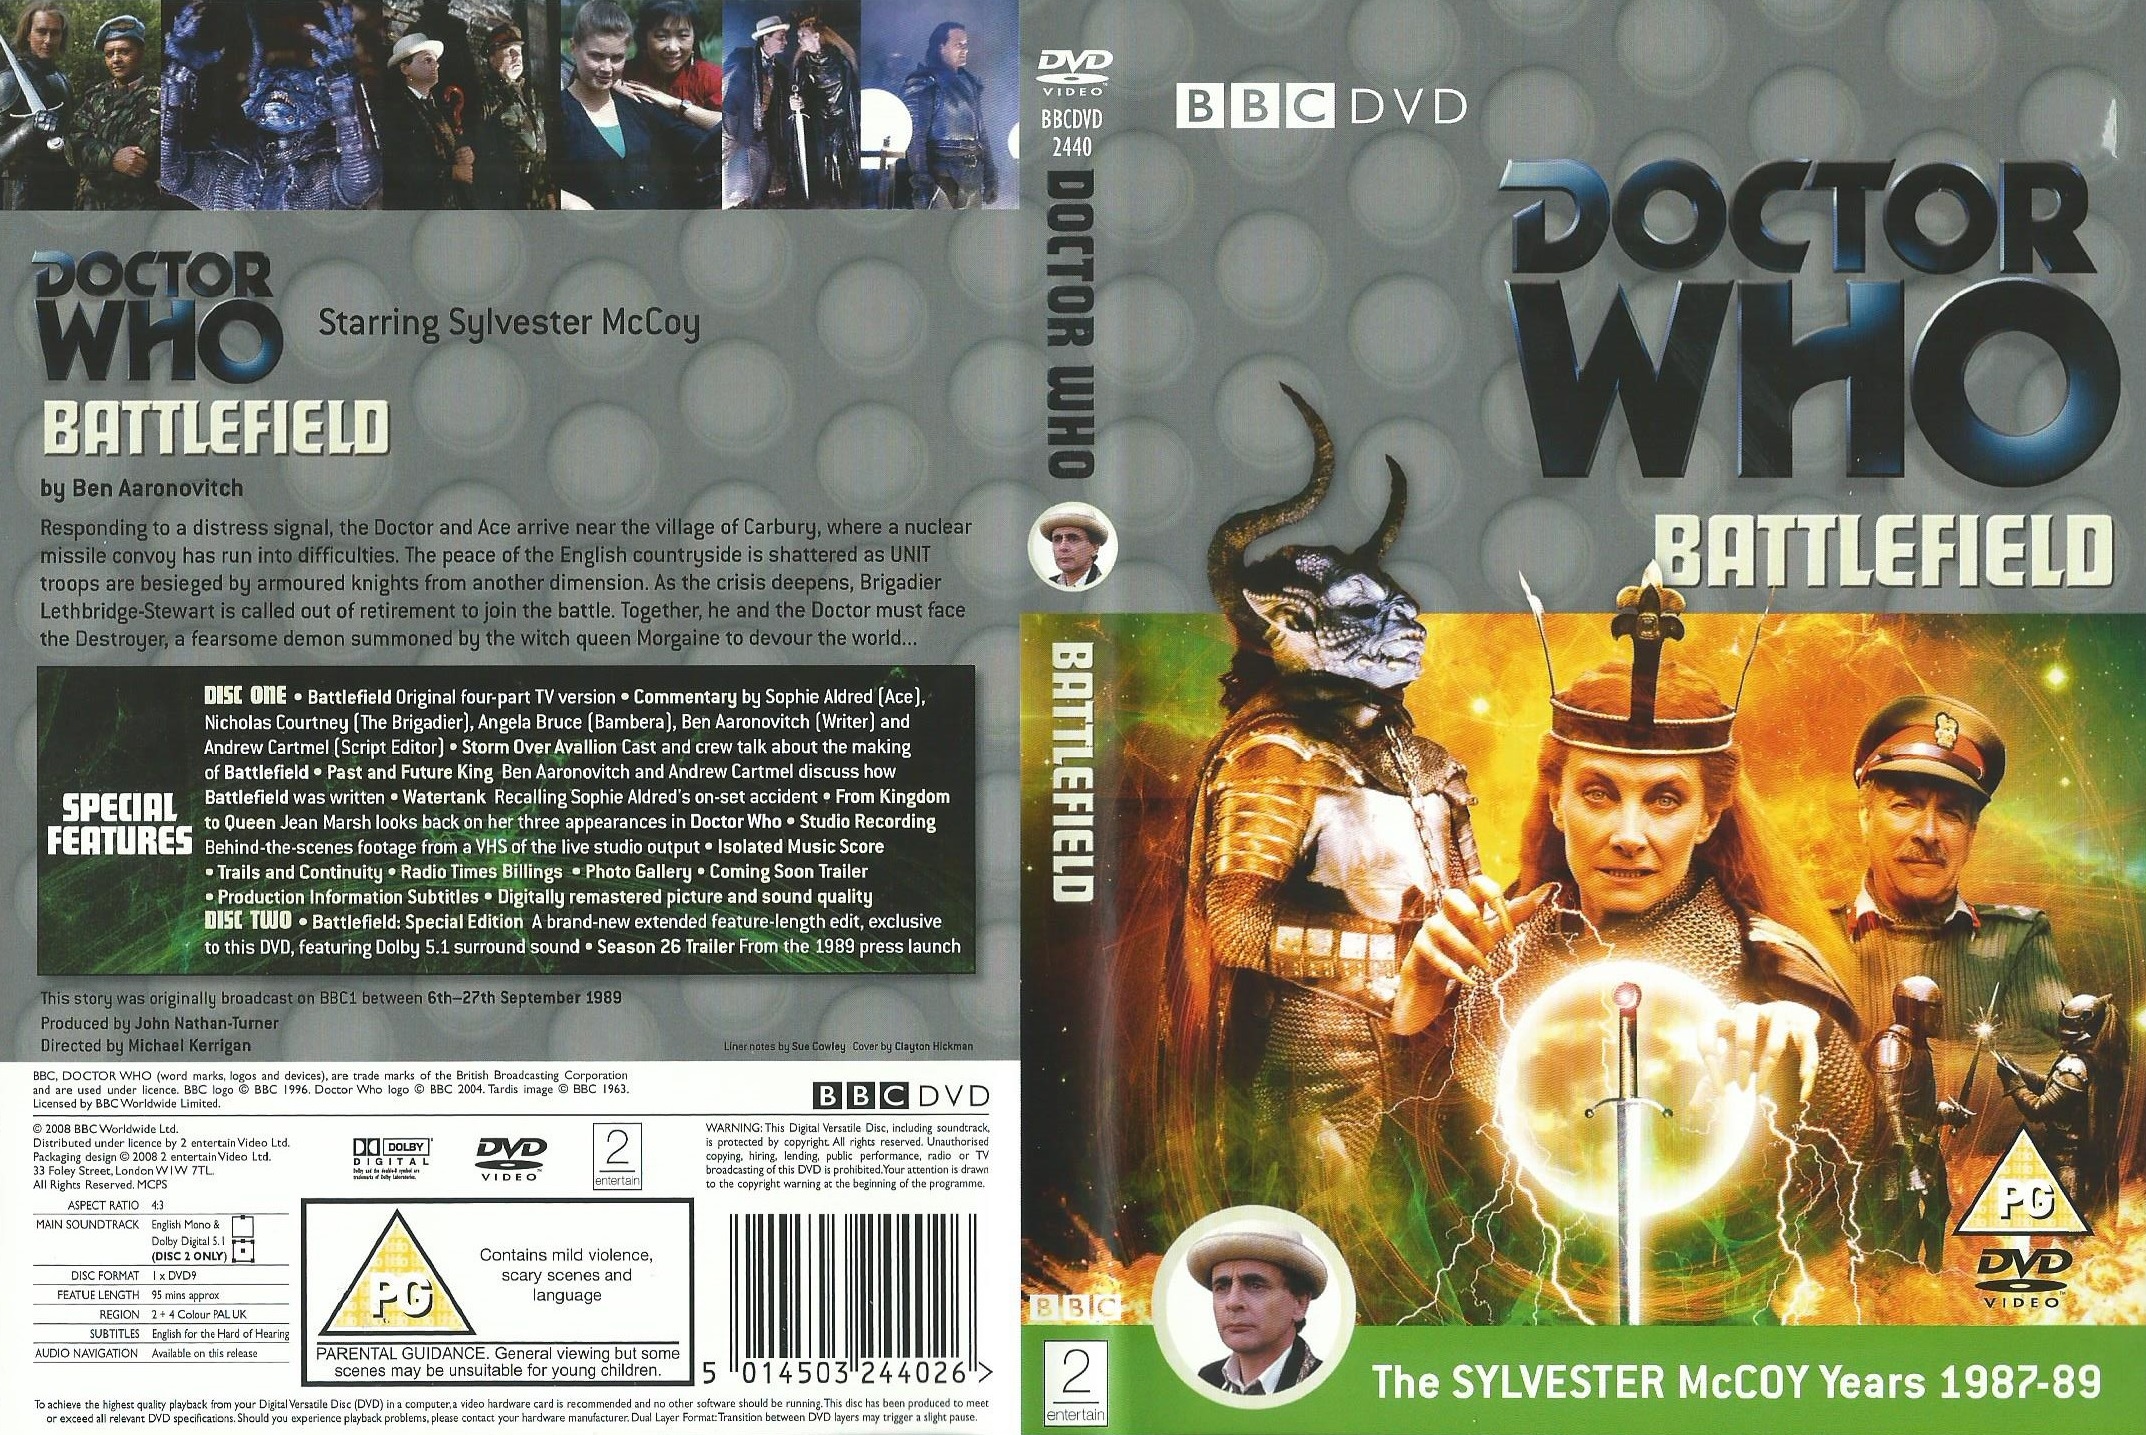 DOCTOR
WHO
Starring Sylvester McCoy
BATTLEFIELD
by Ben Aaronovitch
Responding to a distress signal, the Doctor and Ace arrive near the village of Carbury, where a nuclear
missile convoy has run into difficulties. The peace of the English countryside is shattered as UNIT
troops are besieged by armoured knights from another dimension. As the crisis deepens, Brigadier
Lethbridge-Stewart is called out of retirement to join the battle. Together, he and the Doctor must face
the Destroyer, a fearsome demon summoned by the witch queen Morgaine to devour the world...
SPECIAL
FEATURES
DISC ONE • Battlefield Original four-part TV version • Commentary by Sophie Aldred (Ace),
Nicholas Courtney (The Brigadier), Angela Bruce (Bambera), Ben Aaronovitch (Writer) and
Andrew Cartmel (Script Editor) • Storm Over Avallion Cast and crew talk about the making
of Battlefield • Past and Future King Ben Aaronovitch and Andrew Cartmel discuss how
Battlefield was written • Watertank Recalling Sophie Aldred's on-set accident • From Kingdom
to Queen Jean Marsh looks back on her three appearances in Doctor Who • Studio Recording
Behind-the-scenes footage from a VHS of the live studio output • Isolated Music Score
• Trails and Continuity • Radio Times Billings • Photo Gallery • Coming Soon Trailer
• Production Information Subtitles • Digitally remastered picture and sound quality
DISC TWO • Battlefield: Special Edition A brand-new extended feature-length edit, exclusive
to this DVD, featuring Dolby 5.1 surround sound • Season 26 Trailer From the 1989 press launch
This story was originally broadcast on BBC1 between 6th–27th September 1989
Produced by John Nathan-Turner
Directed by Michael Kerrigan
Liner notes by Sue Cowley Cover by Clayton Hickman
BBC, DOCTOR WHO (word marks, logos and devices), are trade marks of the British Broadcasting Corporation
and are used under licence. BBC logo © BBC 1996. Doctor Who logo © BBC 2004. Tardis image © BBC 1963.
Licensed by BBC Worldwide Limited.
BBC DVD
© 2008 BBC Worldwide Ltd.
Distributed under licence by 2 entertain Video Ltd.
Packaging design © 2008 2 entertain Video Ltd.
33 Foley Street, London W1W 7TL.
All Rights Reserved. MCPS
DOLBY
DIGITAL
DVD
VIDEO
2
entertain
WARNING: This Digital Versatile Disc, including soundtrack,
is protected by copyright. All rights reserved. Unauthorised
copying, hiring, lending, public performance, radio or TV
broadcasting of this DVD is prohibited. Your attention is drawn
to the copyright warning at the beginning of the programme.
ASPECT RATIO 4:3
MAIN SOUNDTRACK English Mono &
Dolby Digital 5.1
(DISC 2 ONLY)
DISC FORMAT 1 x DVD9
FEATUE LENGTH 95 mins approx
REGION 2 + 4 Colour PAL UK
SUBTITLES English for the Hard of Hearing
AUDIO NAVIGATION Available on this release
PG
Contains mild violence,
scary scenes and
language
PARENTAL GUIDANCE. General viewing but some
scenes may be unsuitable for young children.
5 014503 244026 >
To achieve the highest quality playback from your Digital Versatile Disc (DVD) in a computer, a video hardware card is recommended and no other software should be running. This disc has been produced to meet
or exceed all relevant DVD specifications. Should you experience playback problems, please contact your hardware manufacturer. Dual Layer Format: Transition between DVD layers may trigger a slight pause.
DVD
VIDEO
BBCDVD
2440
DOCTOR WHO
BATTLEFIELD
BBC
2
entertain
BBC DVD
DOCTOR
WHO
BATTLEFIELD
PG
DVD
VIDEO
The SYLVESTER McCOY Years 1987-89